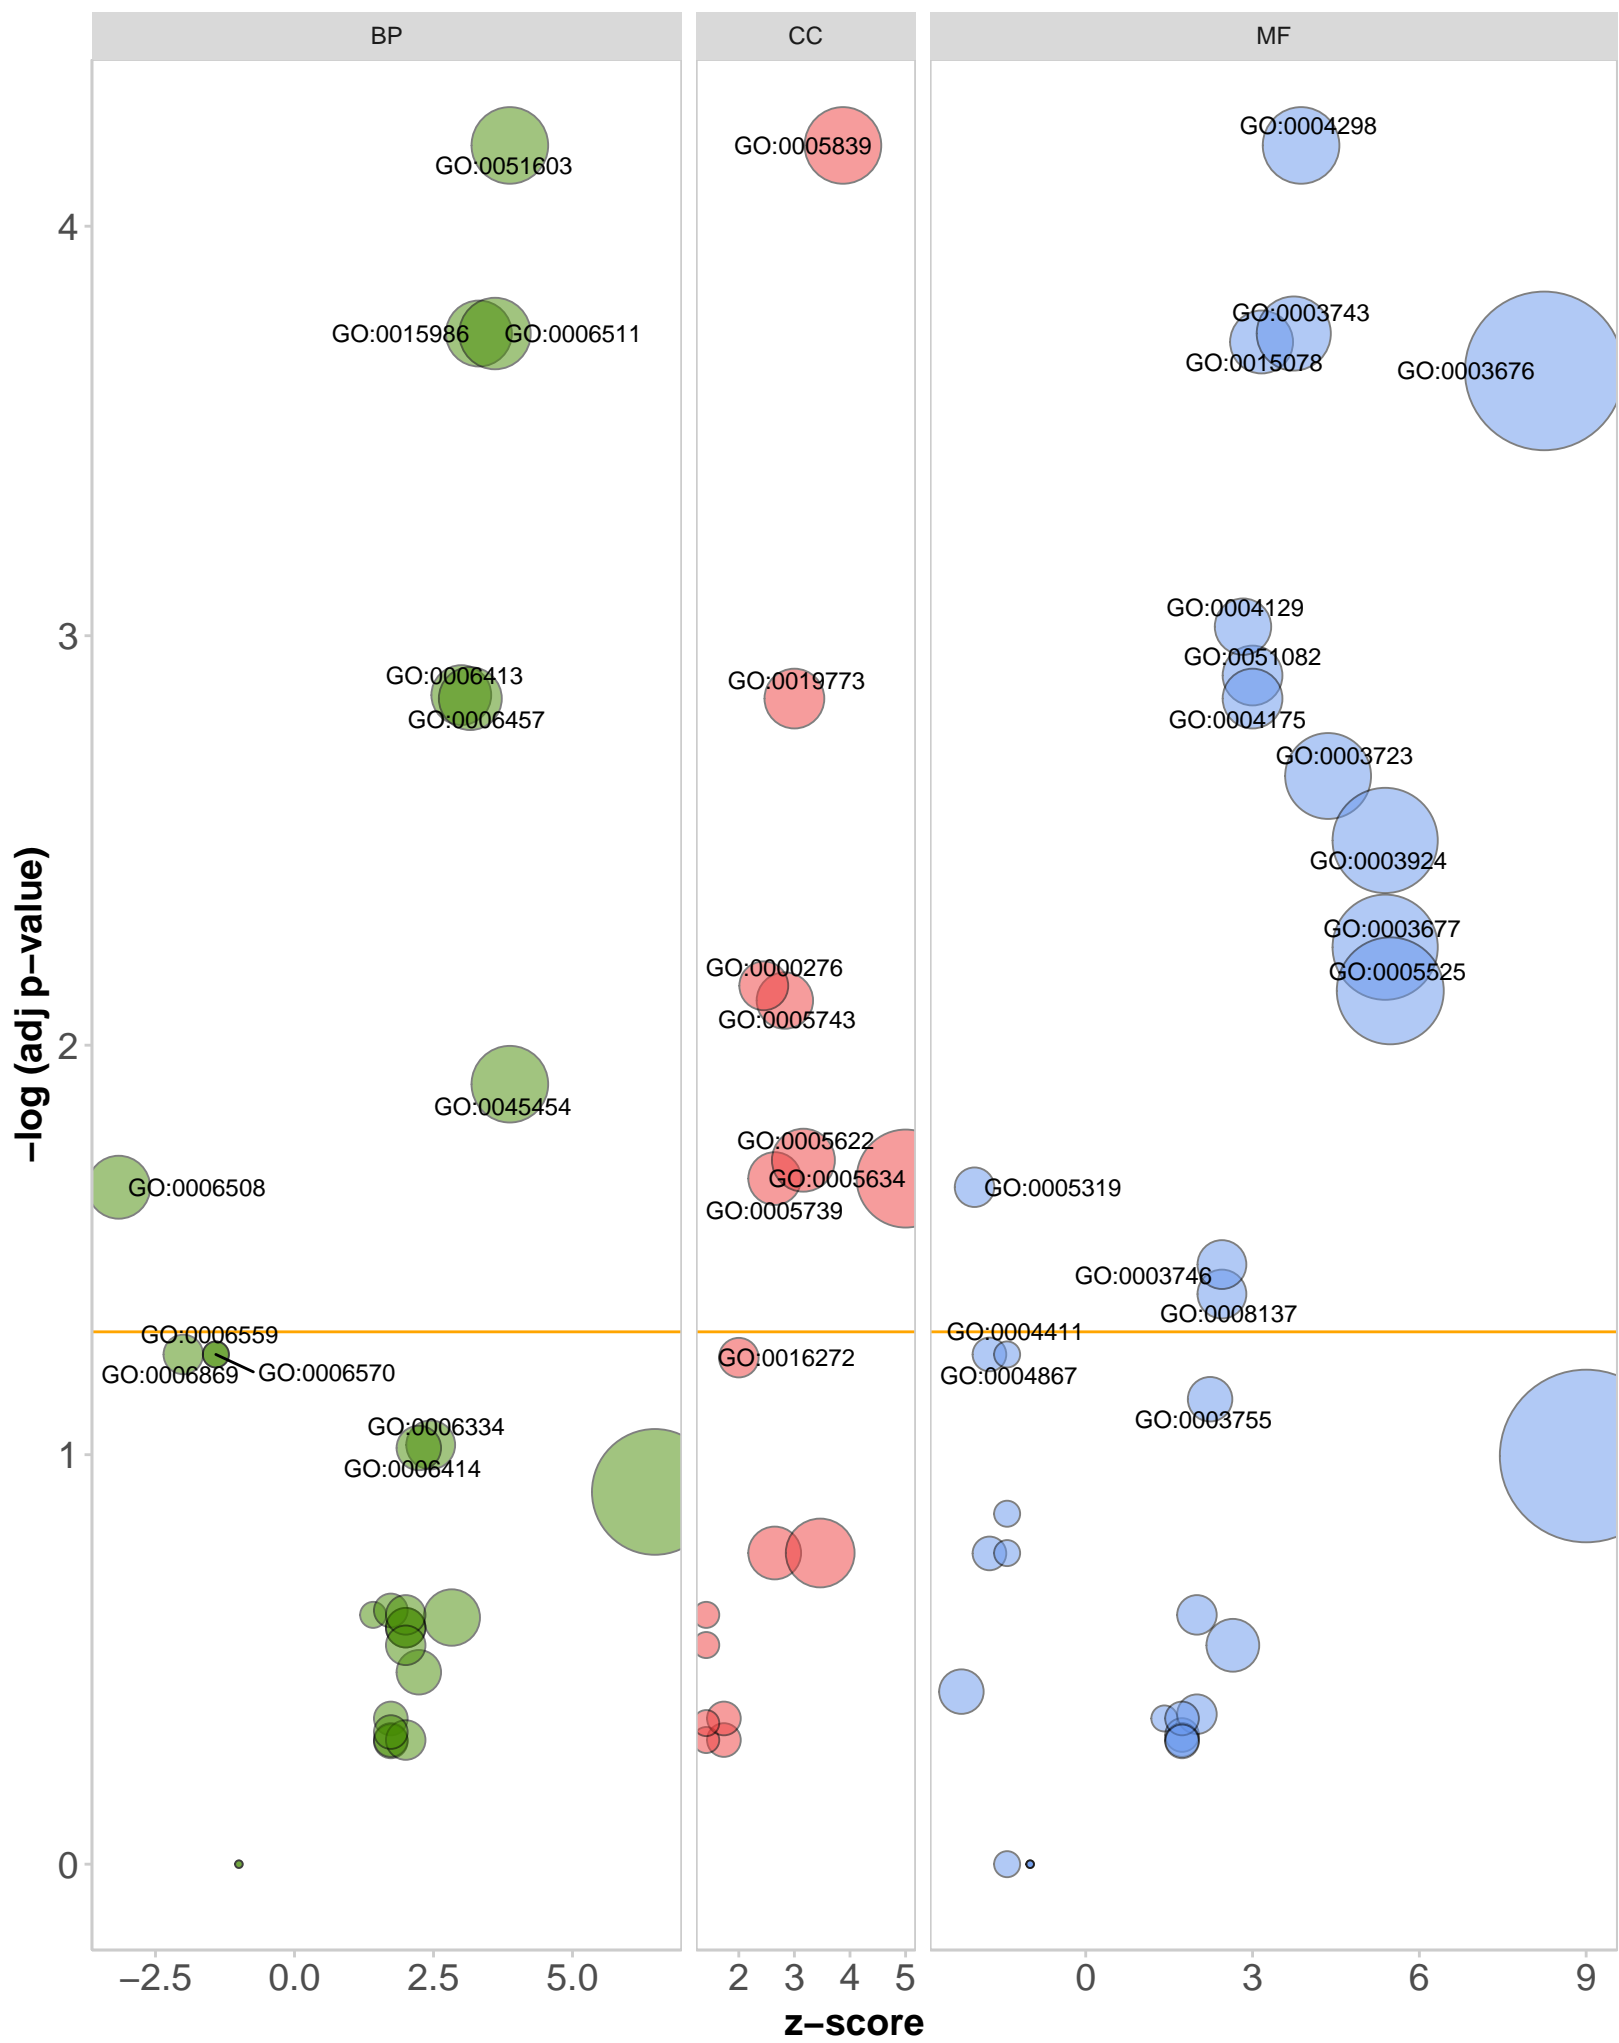 BP
CC
MF
GO:0051603
GO:0005839
GO:0004298
4
GO:0015986
GO:0006511
GO:0003743
GO:0015078
GO:0003676
3
GO:0004129
GO:0006413
GO:0006457
GO:0019773
GO:0051082
GO:0004175
GO:0003723
GO:0003924
GO:0003677
GO:0005525
GO:0000276
GO:0005743
2
GO:0045454
GO:0005622
GO:0005634
GO:0005739
GO:0006508
GO:0005319
GO:0003746
GO:0008137
GO:0006559
GO:0006869
GO:0006570
GO:0016272
GO:0004411
GO:0004867
GO:0003755
GO:0006334
GO:0006414
1
0
−log (adj p−value)
−2.5 0.0 2.5 5.0
2 3 4 5
0 3 6 9
z−score